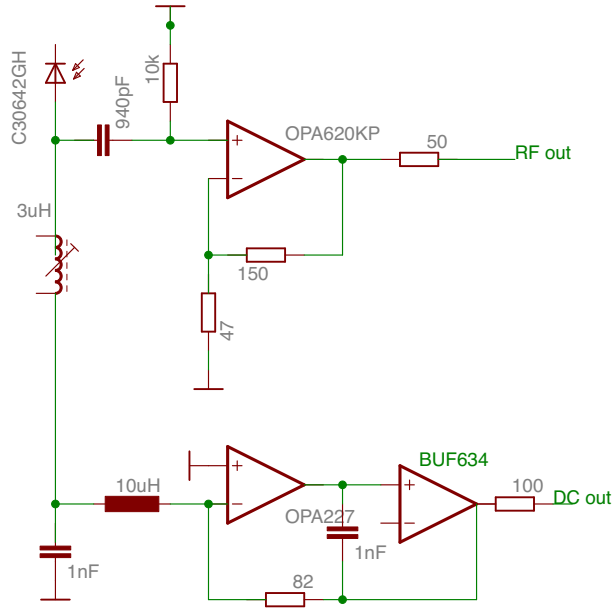 C30642GH
940pF
10k
+
−
OPA620KP
50
RF out
3uH
150
47
10uH
+
−
OPA227
BUF634
+
−
100
DC out
1nF
1nF
82